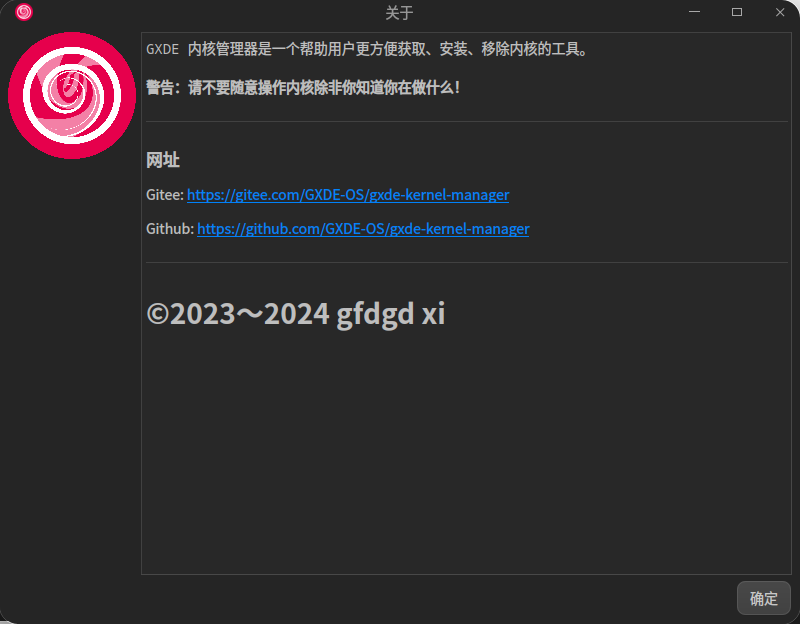 关于
GXDE 内核管理器是一个帮助用户更方便获取、安装、移除内核的工具。
警告：请不要随意操作内核除非你知道你在做什么！
网址
Gitee: https://gitee.com/GXDE-OS/gxde-kernel-manager
Github: https://github.com/GXDE-OS/gxde-kernel-manager
©2023～2024 gfdgd xi
确定